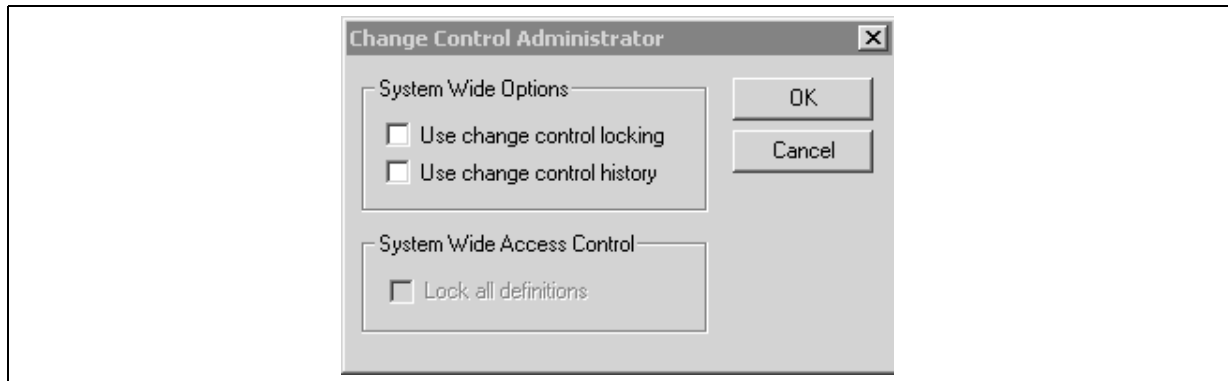 Change Control Administrator
System Wide Options
OK
Use change control locking
Cancel
Use change control history
System Wide Access Control
Lock all definitions